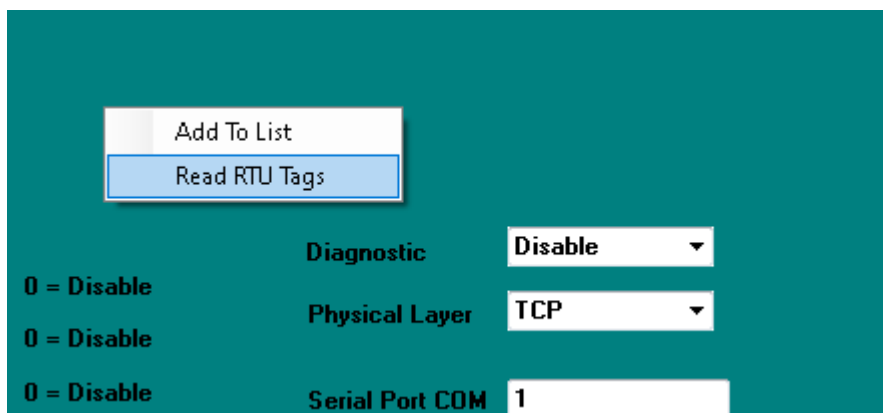 Add To List
Read RTU Tags
Diagnostic Disable
0 = Disable
Physical Layer TCP
0 = Disable
0 = Disable
Serial Port COM 1